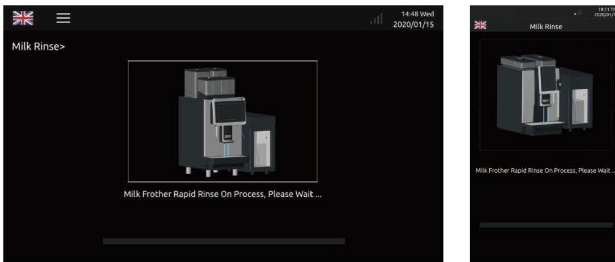 14:48 Wed
2020/01/15
Milk Rinse>
Milk Frother Rapid Rinse On Process, Please Wait ...
Milk Rinse
Milk Frother Rapid Rinse On Process, Please Wait ...